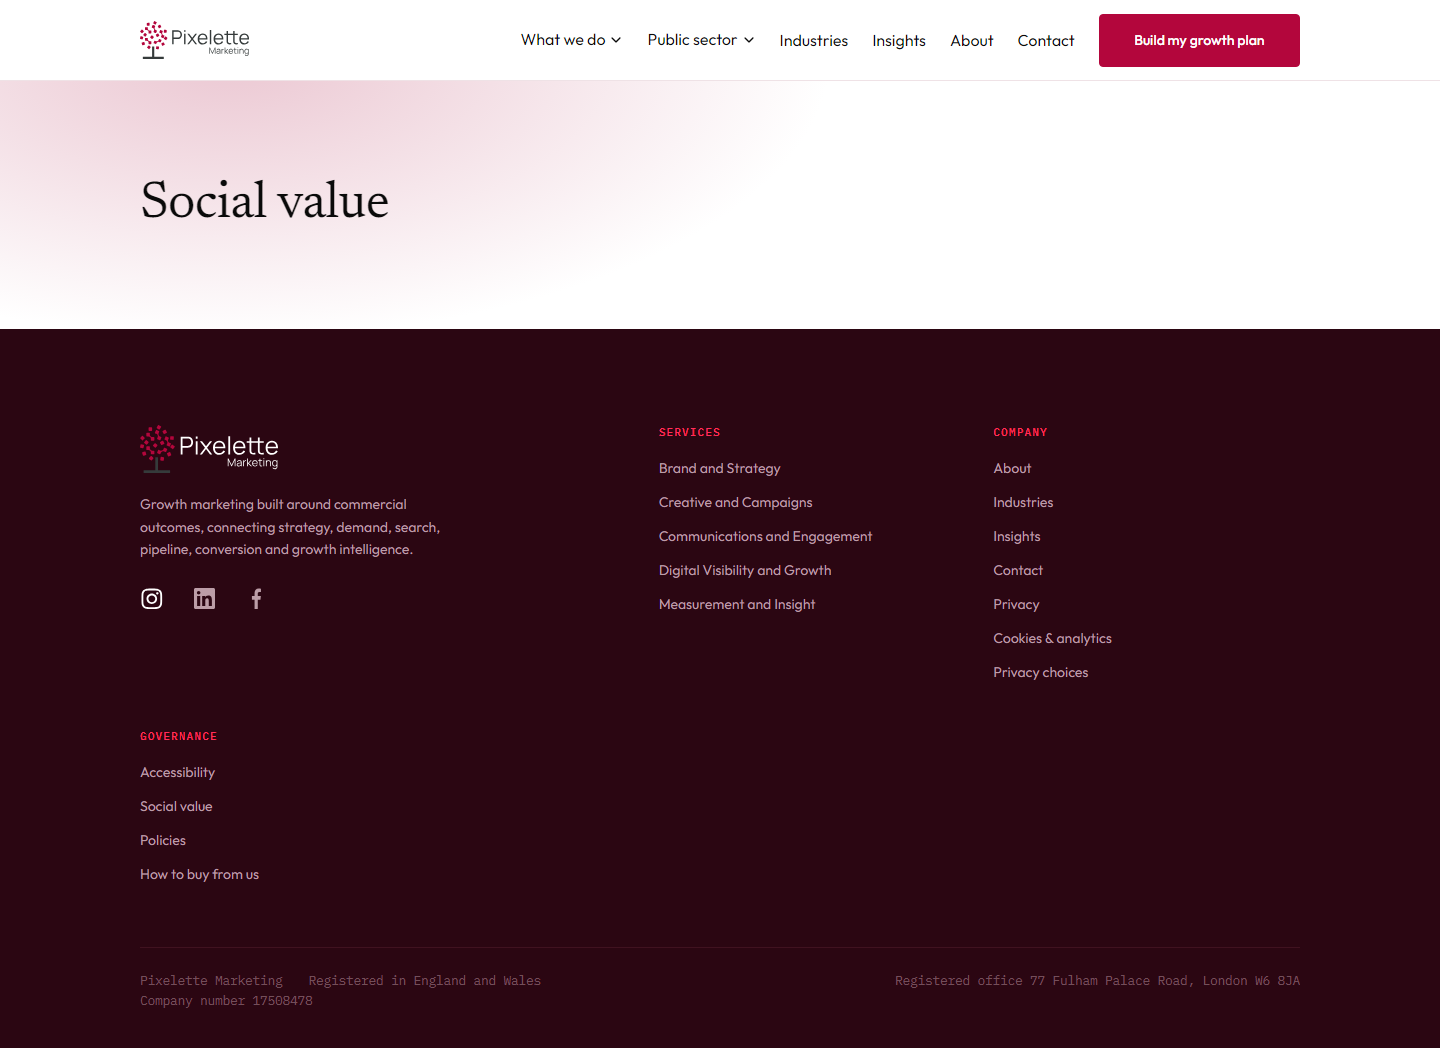 Pixelette
Marketing
What we do
Public sector
Industries
Insights
About
Contact
Build my growth plan
Social value
Pixelette
Marketing
Growth marketing built around commercial
outcomes, connecting strategy, demand, search,
pipeline, conversion and growth intelligence.
SERVICES
Brand and Strategy
Creative and Campaigns
Communications and Engagement
Digital Visibility and Growth
Measurement and Insight
COMPANY
About
Industries
Insights
Contact
Privacy
Cookies & analytics
Privacy choices
GOVERNANCE
Accessibility
Social value
Policies
How to buy from us
Pixelette Marketing Registered in England and Wales
Company number 17508478
Registered office 77 Fulham Palace Road, London W6 8JA